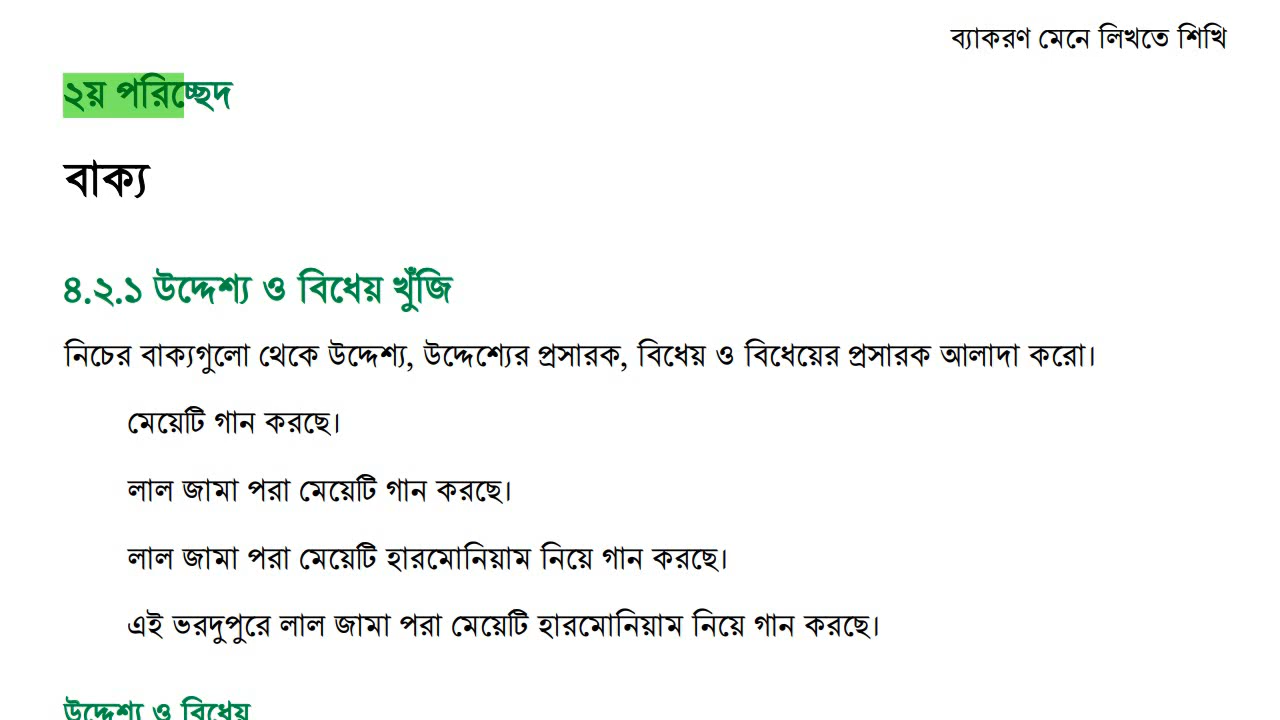 ব্যাকরণ মেনে লিখতে শিখি
২য় পরিচ্ছেদ
বাক্য
৪.২.১ উদ্দেশ্য ও বিধেয় খুঁজি
নিচের বাক্যগুলো থেকে উদ্দেশ্য, উদ্দেশ্যের প্রসারক, বিধেয় ও বিধেয়ের প্রসারক আলাদা করো।
মেয়েটি গান করছে।
লাল জামা পরা মেয়েটি গান করছে।
লাল জামা পরা মেয়েটি হারমোনিয়াম নিয়ে গান করছে।
এই ভরদুপুরে লাল জামা পরা মেয়েটি হারমোনিয়াম নিয়ে গান করছে।
উদ্দেশ্য ও বিধেয়